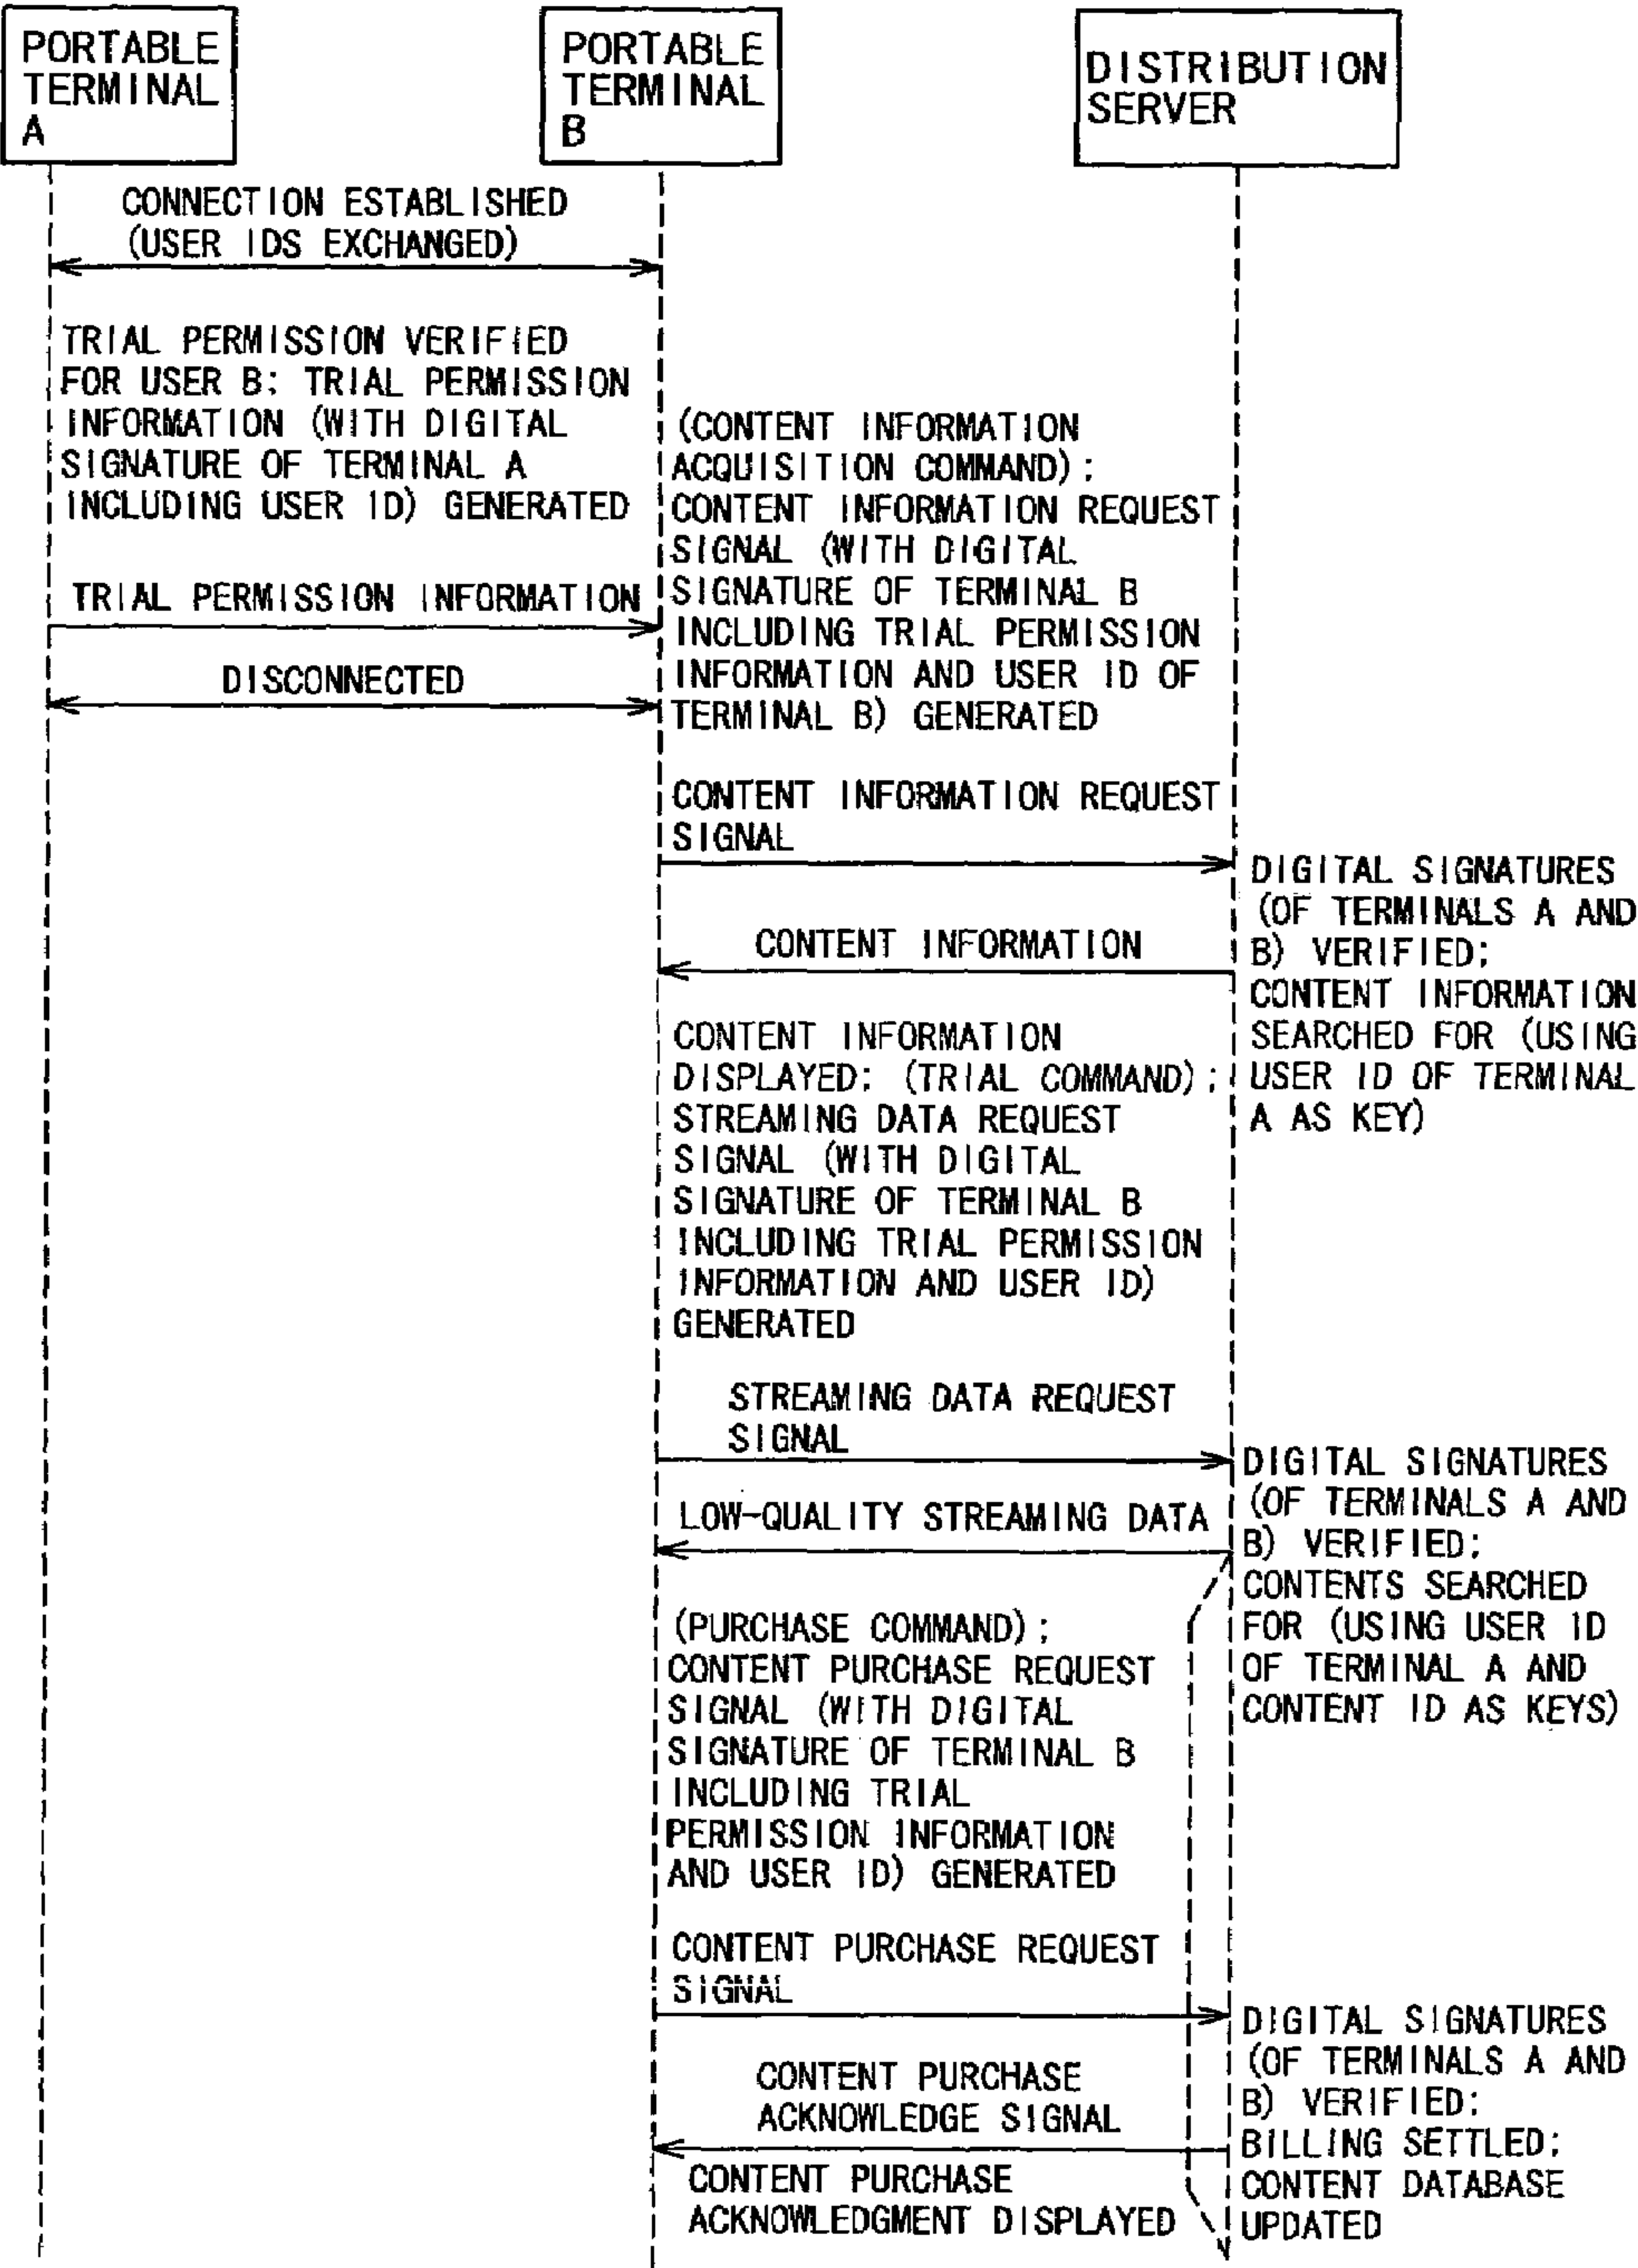 PORTABLE
TERMINAL
A
PORTABLE
TERMINAL
B
DISTRIBUTION
SERVER
CONNECTION ESTABLISHED
(USER IDS EXCHANGED)
TRIAL PERMISSION VERIFIED
FOR USER B; TRIAL PERMISSION
INFORMATION (WITH DIGITAL
SIGNATURE OF TERMINAL A
INCLUDING USER ID) GENERATED
TRIAL PERMISSION INFORMATION
DISCONNECTED
(CONTENT INFORMATION
ACQUISITION COMMAND);
CONTENT INFORMATION REQUEST
SIGNAL (WITH DIGITAL
SIGNATURE OF TERMINAL B
INCLUDING TRIAL PERMISSION
INFORMATION AND USER ID OF
TERMINAL B) GENERATED
CONTENT INFORMATION REQUEST
SIGNAL
DIGITAL SIGNATURES
(OF TERMINALS A AND
B) VERIFIED;
CONTENT INFORMATION
SEARCHED FOR (USING
USER ID OF TERMINAL
A AS KEY)
CONTENT INFORMATION
CONTENT INFORMATION
DISPLAYED; (TRIAL COMMAND);
STREAMING DATA REQUEST
SIGNAL (WITH DIGITAL
SIGNATURE OF TERMINAL B
INCLUDING TRIAL PERMISSION
INFORMATION AND USER ID)
GENERATED
STREAMING DATA REQUEST
SIGNAL
DIGITAL SIGNATURES
(OF TERMINALS A AND
B) VERIFIED;
CONTENTS SEARCHED
FOR (USING USER ID
OF TERMINAL A AND
CONTENT ID AS KEYS)
LOW-QUALITY STREAMING DATA
(PURCHASE COMMAND);
CONTENT PURCHASE REQUEST
SIGNAL (WITH DIGITAL
SIGNATURE OF TERMINAL B
INCLUDING TRIAL
PERMISSION INFORMATION
AND USER ID) GENERATED
CONTENT PURCHASE REQUEST
SIGNAL
DIGITAL SIGNATURES
(OF TERMINALS A AND
B) VERIFIED;
BILLING SETTLED;
CONTENT DATABASE
UPDATED
CONTENT PURCHASE
ACKNOWLEDGE SIGNAL
CONTENT PURCHASE
ACKNOWLEDGMENT DISPLAYED